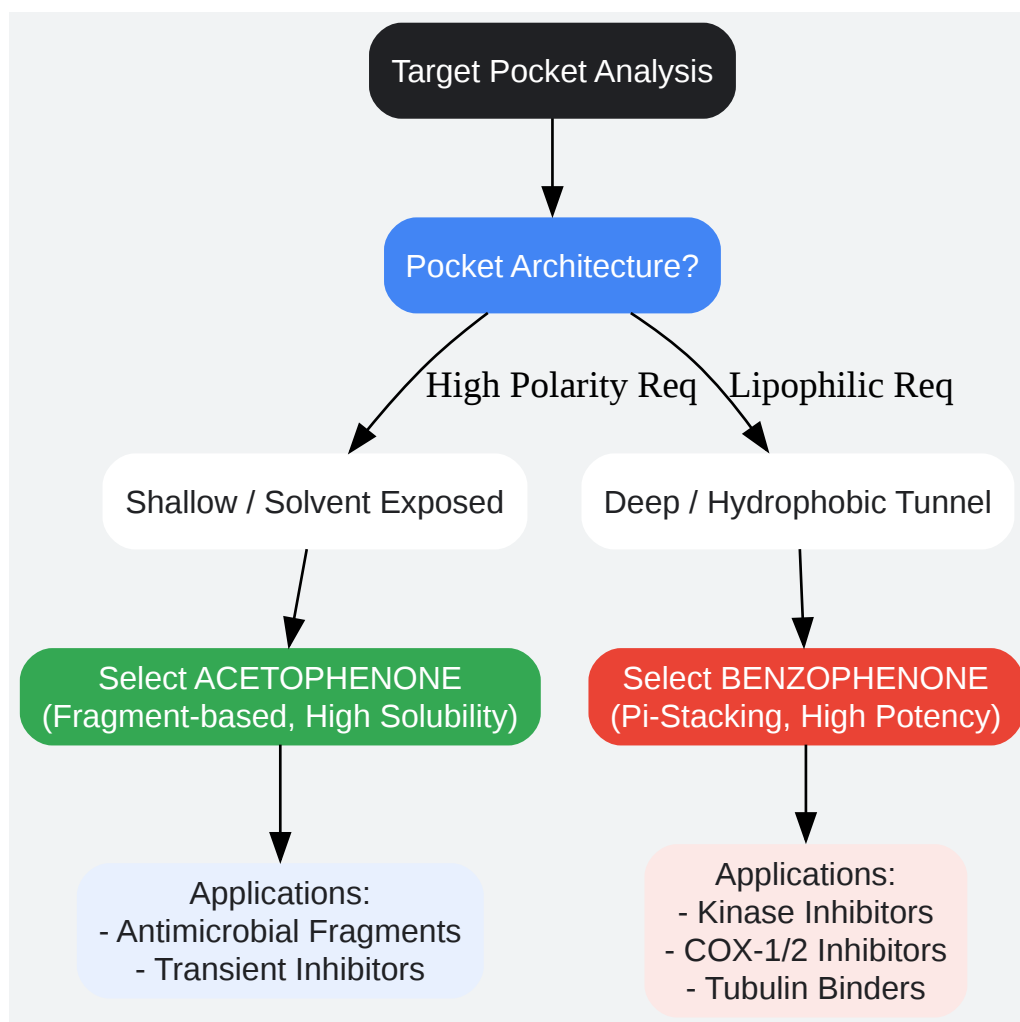 Target Pocket Analysis
Pocket Architecture?
High Polarity Req
Lipophilic Req
Shallow / Solvent Exposed
Deep / Hydrophobic Tunnel
Select ACETOPHENONE
(Fragment-based, High Solubility)
Select BENZOPHENONE
(Pi-Stacking, High Potency)
Applications:
- Antimicrobial Fragments
- Transient Inhibitors
Applications:
- Kinase Inhibitors
- COX-1/2 Inhibitors
- Tubulin Binders